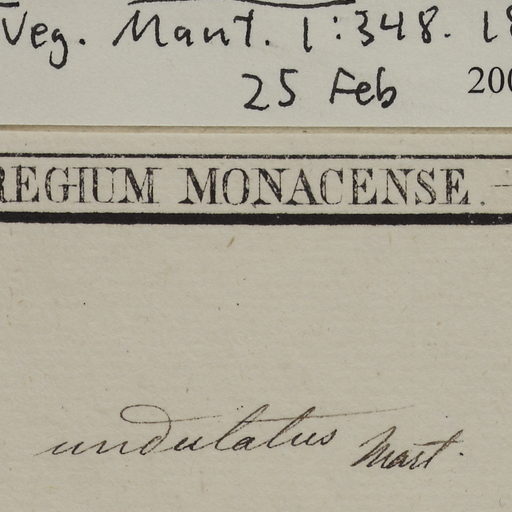 Veg. Mant. 1:348. 18
25 Feb 200
REGIUM MONACENSE.
undulatus Mart.